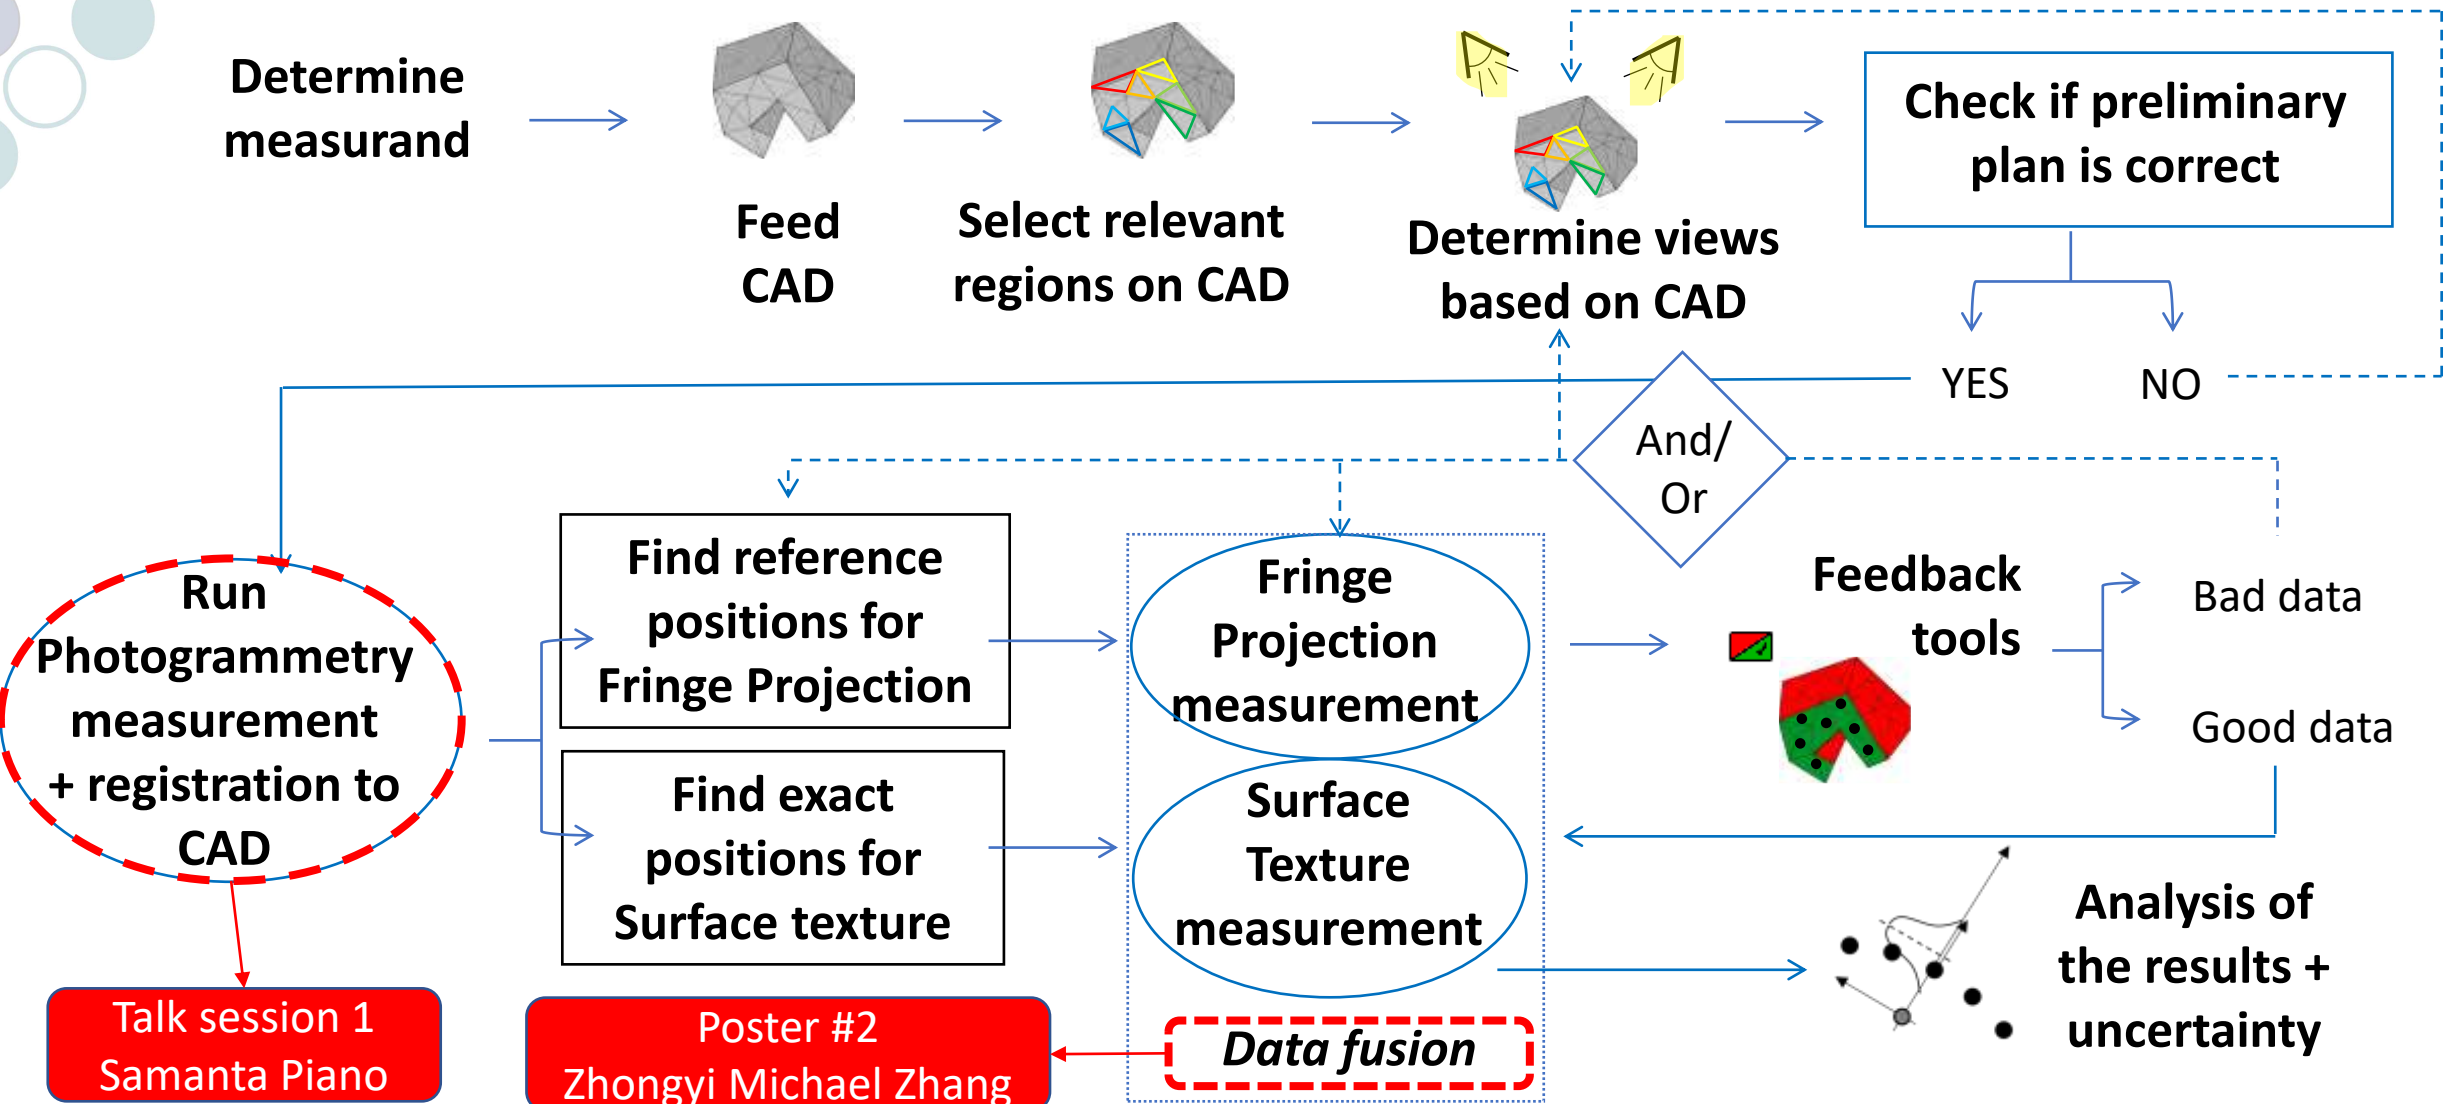 Determine
measurand
Feed
CAD
Select relevant
regions on CAD
Determine views
based on CAD
Check if preliminary
plan is correct
YES
NO
And/
Or
Run
Photogrammetry
measurement
+ registration to
CAD
Find reference
positions for
Fringe Projection
Find exact
positions for
Surface texture
Fringe
Projection
measurement
Surface
Texture
measurement
Data fusion
Feedback
tools
Bad data
Good data
Analysis of
the results +
uncertainty
Talk session 1
Samanta Piano
Poster #2
Zhongyi Michael Zhang